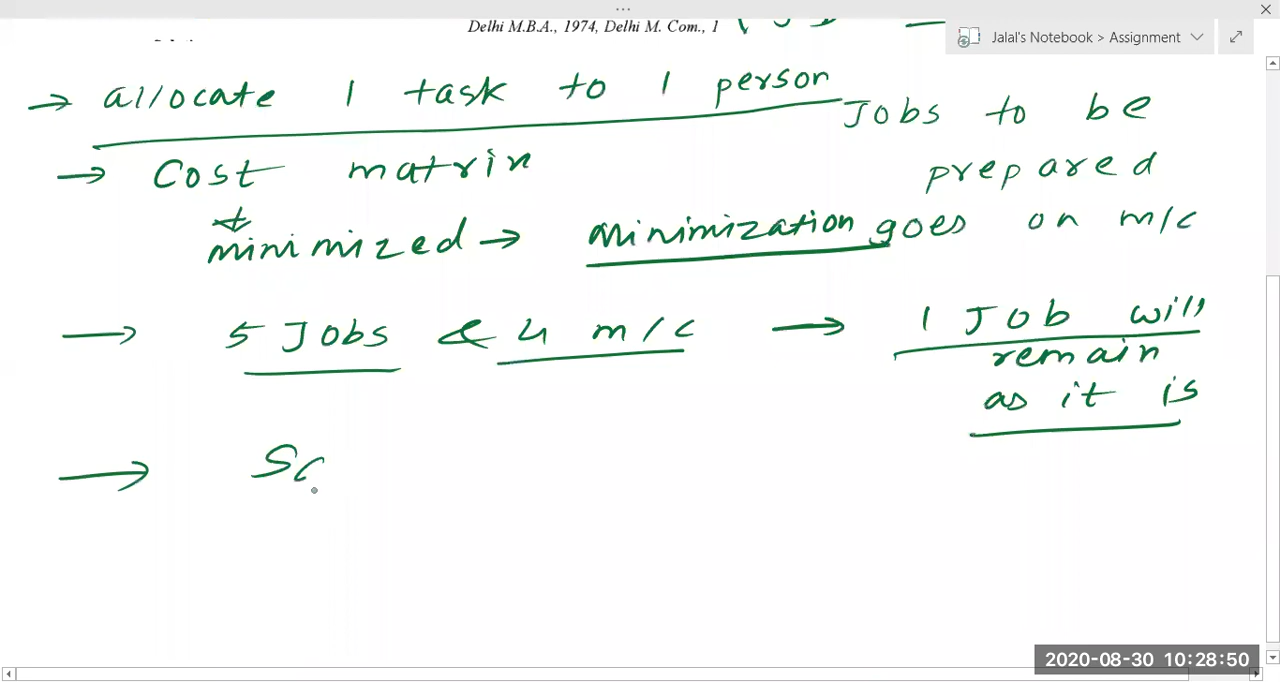 Delhi M.B.A., 1974, Delhi M. Com., 1
Jalal's Notebook > Assignment
→ allocate 1 task to 1 person
Jobs to be
prepared
→ Cost matrix
minimized → minimization goes on m/c
→ 5 Jobs & 4 m/c → 1 Job will
remain
as it is
→
2020-08-30 10:28:50